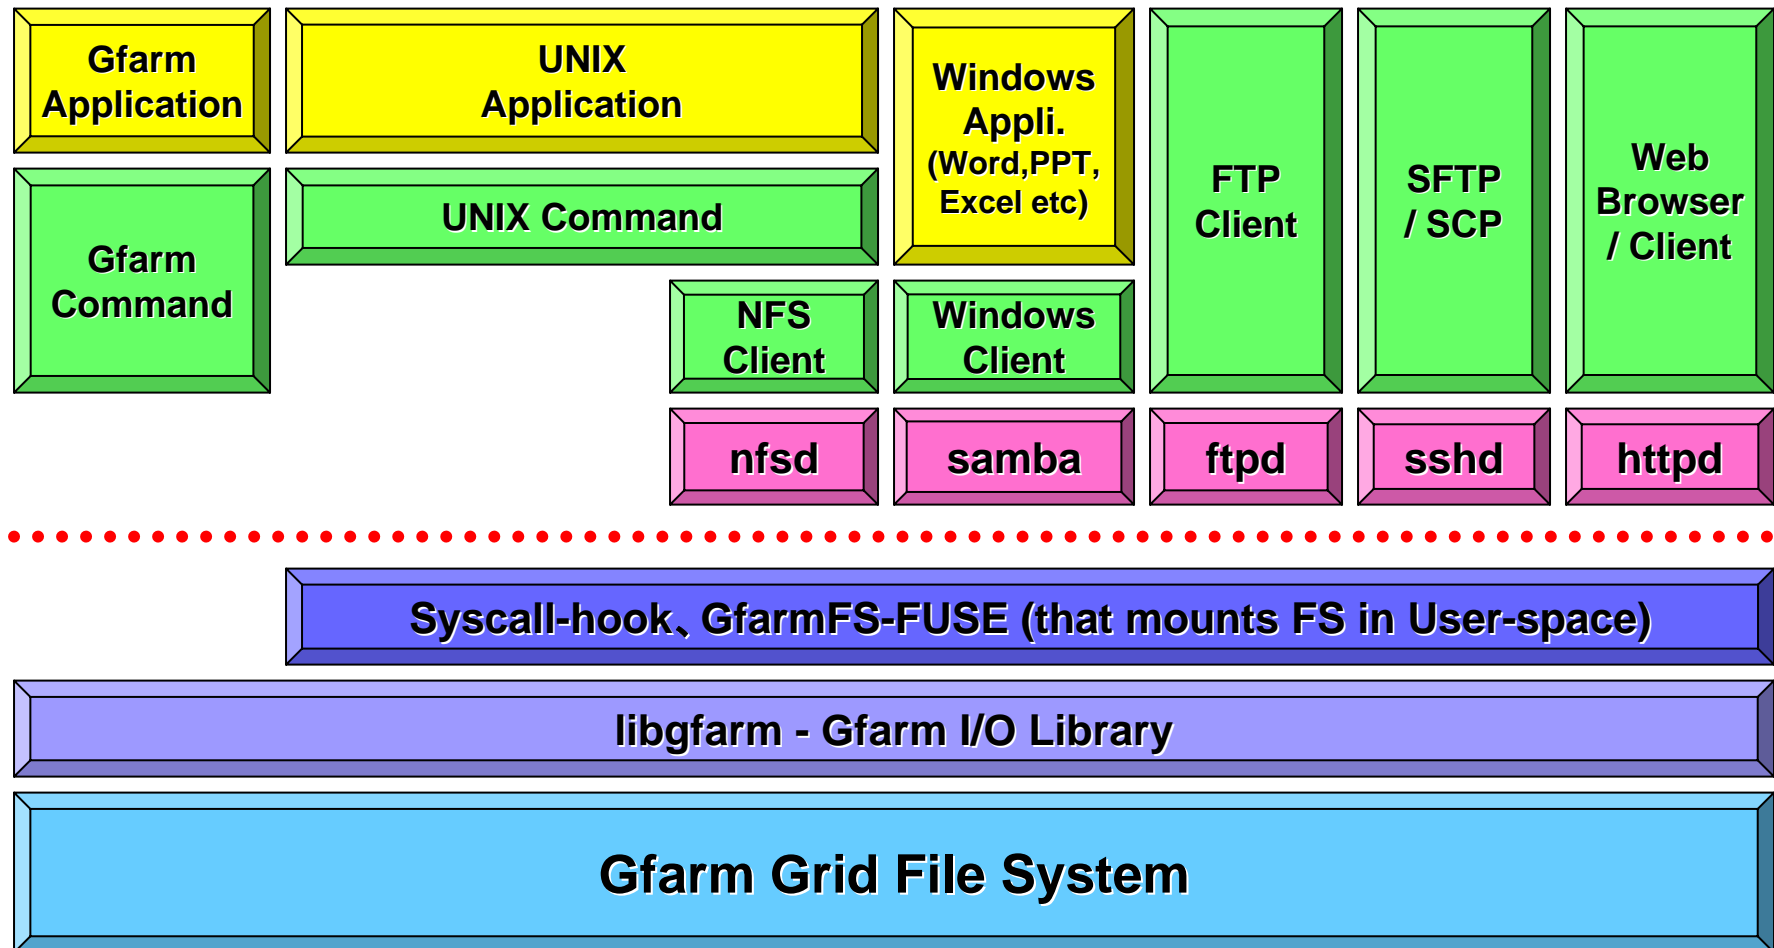 Gfarm
Application
UNIX
Application
Windows
Appli.
(Word,PPT,
Excel etc)
FTP
Client
SFTP
/ SCP
Web
Browser
/ Client
Gfarm
Command
UNIX Command
NFS
Client
Windows
Client
nfsd
samba
ftpd
sshd
httpd
Syscall-hook、GfarmFS-FUSE (that mounts FS in User-space)
libgfarm - Gfarm I/O Library
Gfarm Grid File System